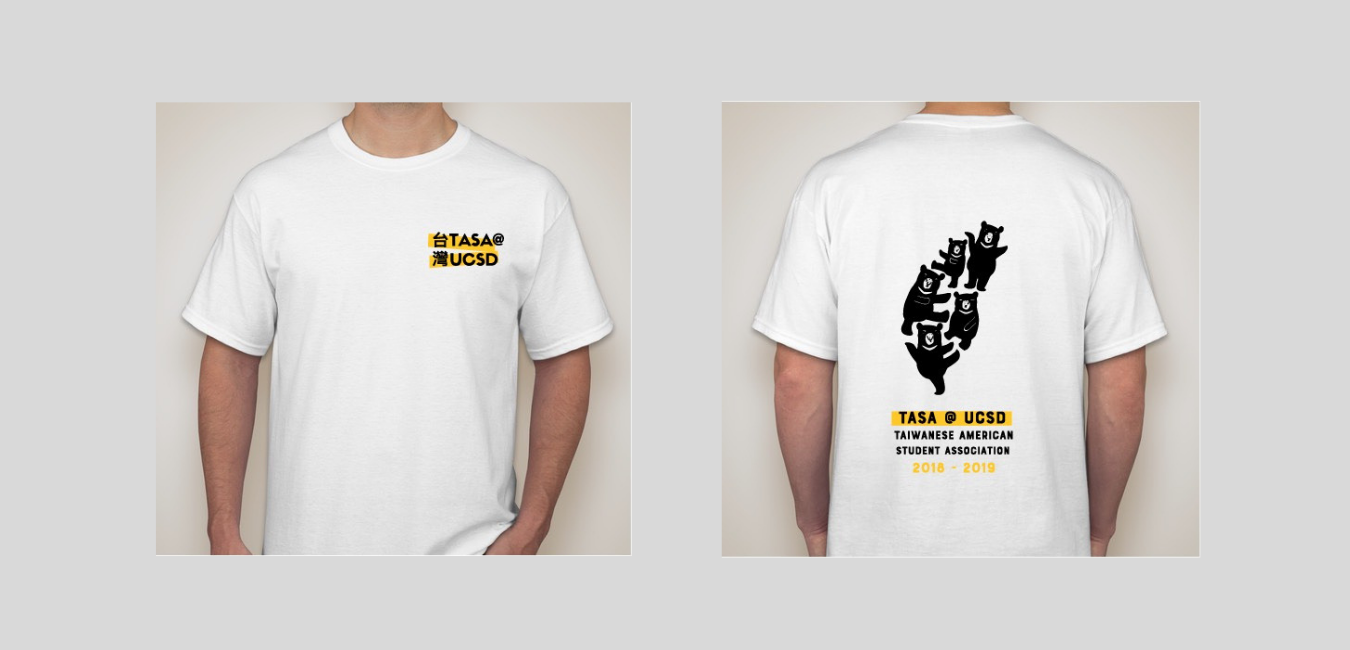 台TASA@
灣UCSD
TASA @ UCSD
TAIWANESE AMERICAN
STUDENT ASSOCIATION
2018 - 2019